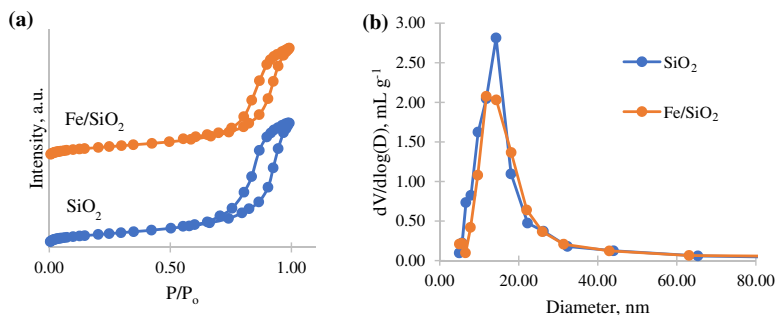 (a)
Intensity, a.u.
Fe/SiO₂
SiO₂
0.00 0.50 1.00
P/Pₒ
(b)
dV/dlog(D), mL g⁻¹
3.00
2.50
2.00
1.50
1.00
0.50
0.00
SiO₂
Fe/SiO₂
0.00 20.00 40.00 60.00 80.00
Diameter, nm